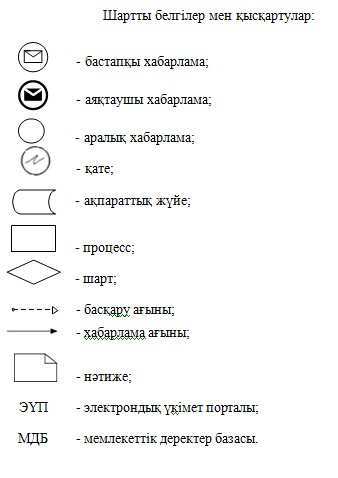 Шартты белгілер мен қысқартулар:
- бастапқы хабарлама;
- аяқтаушы хабарлама;
- аралық хабарлама;
- қате;
- ақпараттық жүйе;
- процесс;
- шарт;
- басқару ағыны;
- хабарлама ағыны;
- нәтиже;
ЭҮП - электрондық үкімет порталы;
МДБ - мемлекеттік деректер базасы.